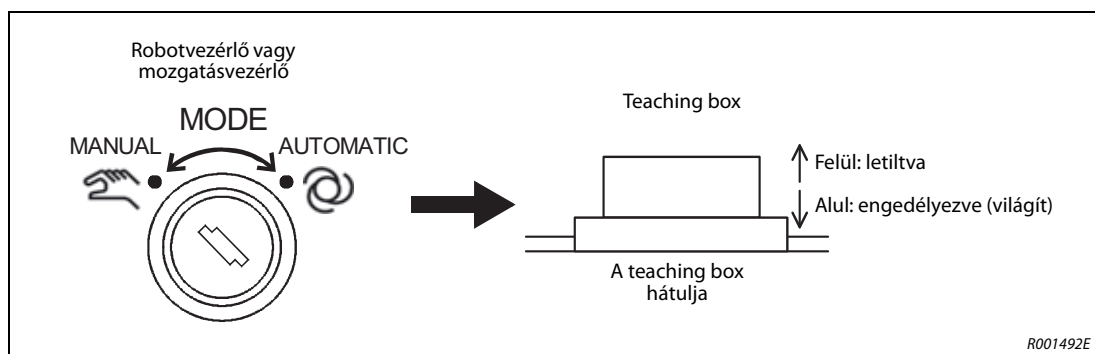 Robotvezérlő vagy
mozgatásvezérlő
MODE
MANUAL
AUTOMATIC
Teaching box
Felül: letiltva
Alul: engedélyezve (világít)
A teaching box
hátulja
R001492E